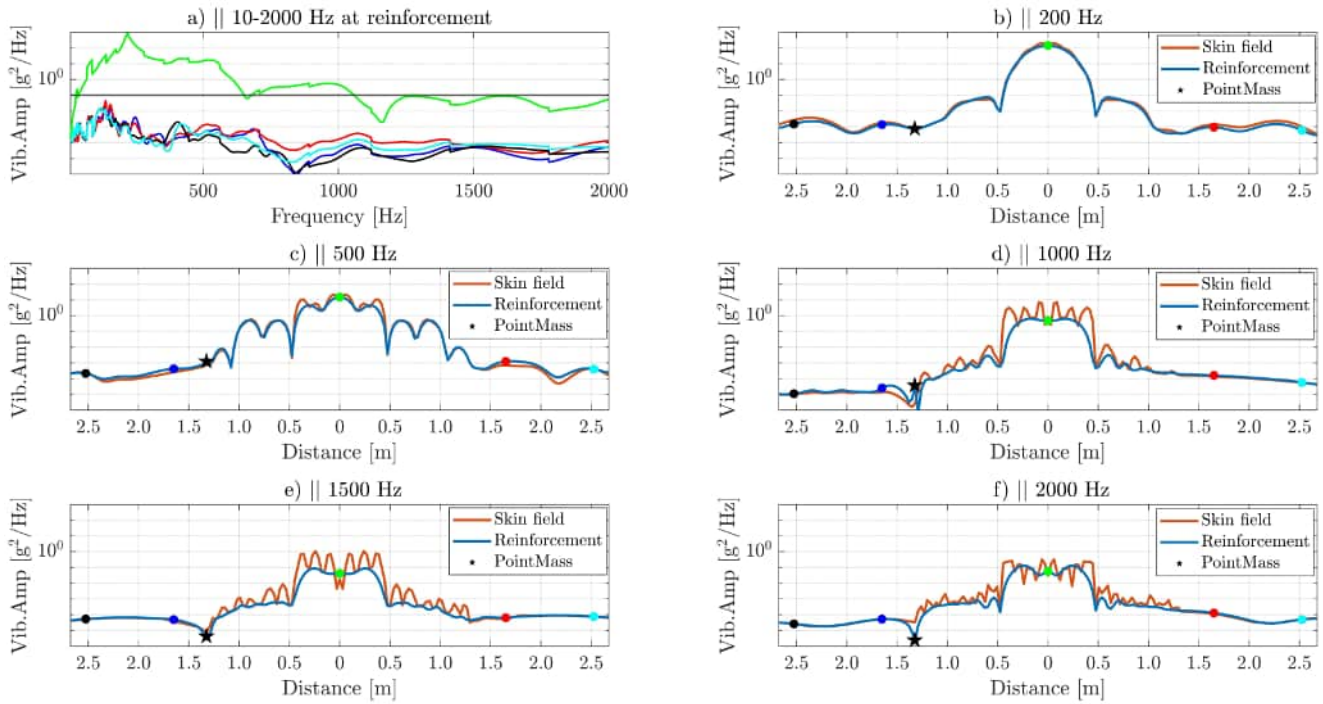 a) || 10-2000 Hz at reinforcement
Vib.Amp [g²/Hz]
10⁰
500 1000 1500 2000
Frequency [Hz]
b) || 200 Hz
Vib.Amp [g²/Hz]
10⁰
Skin field
Reinforcement
PointMass
2.5 2.0 1.5 1.0 0.5 0 0.5 1.0 1.5 2.0 2.5
Distance [m]
c) || 500 Hz
Vib.Amp [g²/Hz]
10⁰
Skin field
Reinforcement
PointMass
2.5 2.0 1.5 1.0 0.5 0 0.5 1.0 1.5 2.0 2.5
Distance [m]
d) || 1000 Hz
Vib.Amp [g²/Hz]
10⁰
Skin field
Reinforcement
PointMass
2.5 2.0 1.5 1.0 0.5 0 0.5 1.0 1.5 2.0 2.5
Distance [m]
e) || 1500 Hz
Vib.Amp [g²/Hz]
10⁰
Skin field
Reinforcement
PointMass
2.5 2.0 1.5 1.0 0.5 0 0.5 1.0 1.5 2.0 2.5
Distance [m]
f) || 2000 Hz
Vib.Amp [g²/Hz]
10⁰
Skin field
Reinforcement
PointMass
2.5 2.0 1.5 1.0 0.5 0 0.5 1.0 1.5 2.0 2.5
Distance [m]